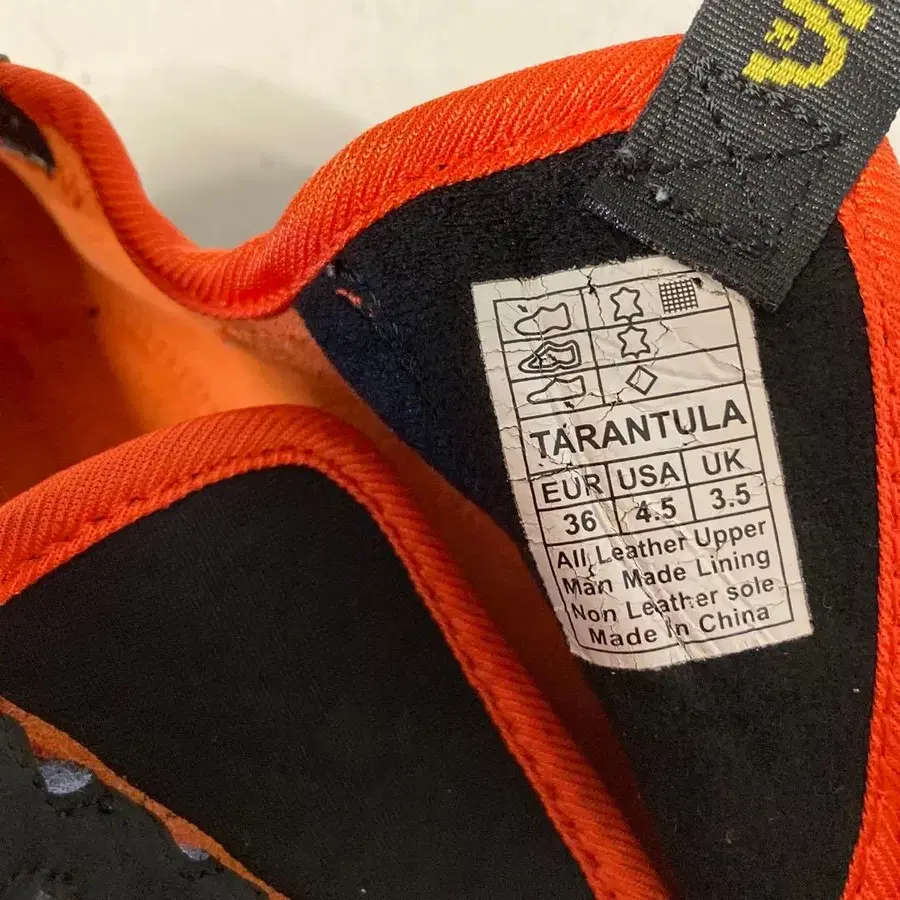 ®
TARANTULA
EUR USA UK
36 4.5 3.5
All Leather Upper
Man Made Lining
Non Leather sole
Made In China